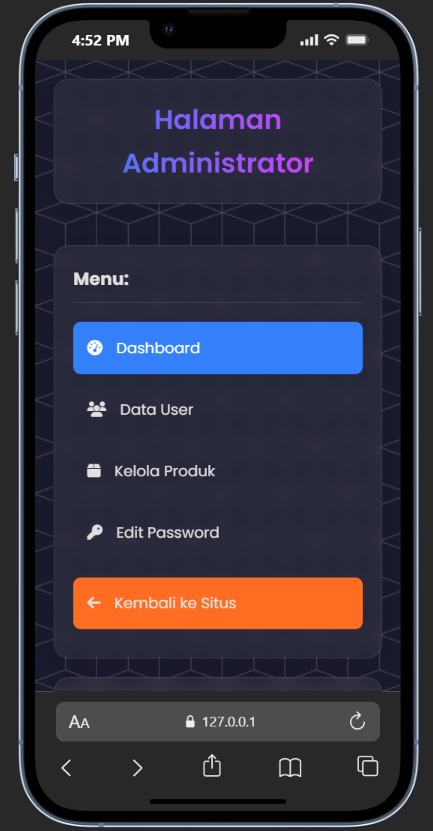 4:52 PM
Halaman
Administrator
Menu:
Dashboard
Data User
Kelola Produk
Edit Password
Kembali ke Situs
AA 127.0.0.1